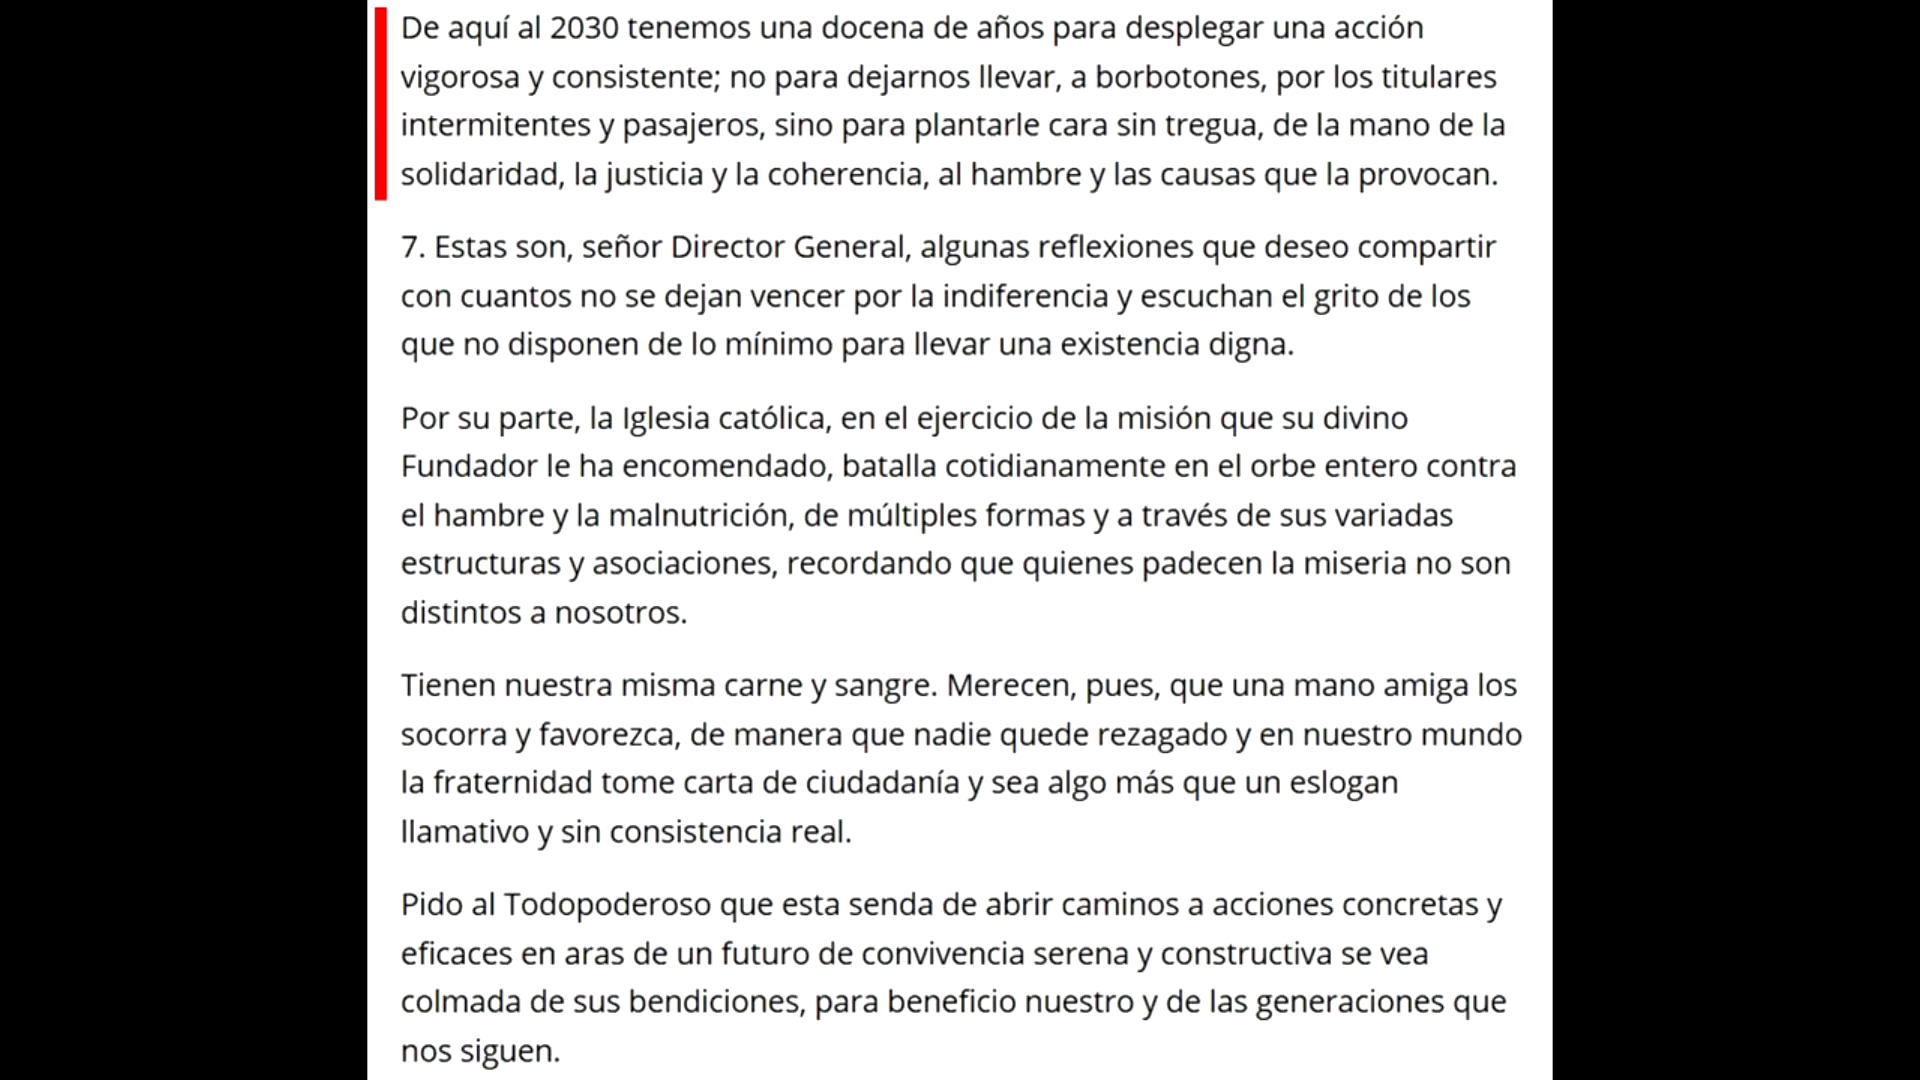 De aquí al 2030 tenemos una docena de años para desplegar una acción
vigorosa y consistente; no para dejarnos llevar, a borbotones, por los titulares
intermitentes y pasajeros, sino para plantarle cara sin tregua, de la mano de la
solidaridad, la justicia y la coherencia, al hambre y las causas que la provocan.
7. Estas son, señor Director General, algunas reflexiones que deseo compartir
con cuantos no se dejan vencer por la indiferencia y escuchan el grito de los
que no disponen de lo mínimo para llevar una existencia digna.
Por su parte, la Iglesia católica, en el ejercicio de la misión que su divino
Fundador le ha encomendado, batalla cotidianamente en el orbe entero contra
el hambre y la malnutrición, de múltiples formas y a través de sus variadas
estructuras y asociaciones, recordando que quienes padecen la miseria no son
distintos a nosotros.
Tienen nuestra misma carne y sangre. Merecen, pues, que una mano amiga los
socorra y favorezca, de manera que nadie quede rezagado y en nuestro mundo
la fraternidad tome carta de ciudadanía y sea algo más que un eslogan
llamativo y sin consistencia real.
Pido al Todopoderoso que esta senda de abrir caminos a acciones concretas y
eficaces en aras de un futuro de convivencia serena y constructiva se vea
colmada de sus bendiciones, para beneficio nuestro y de las generaciones que
nos siguen.